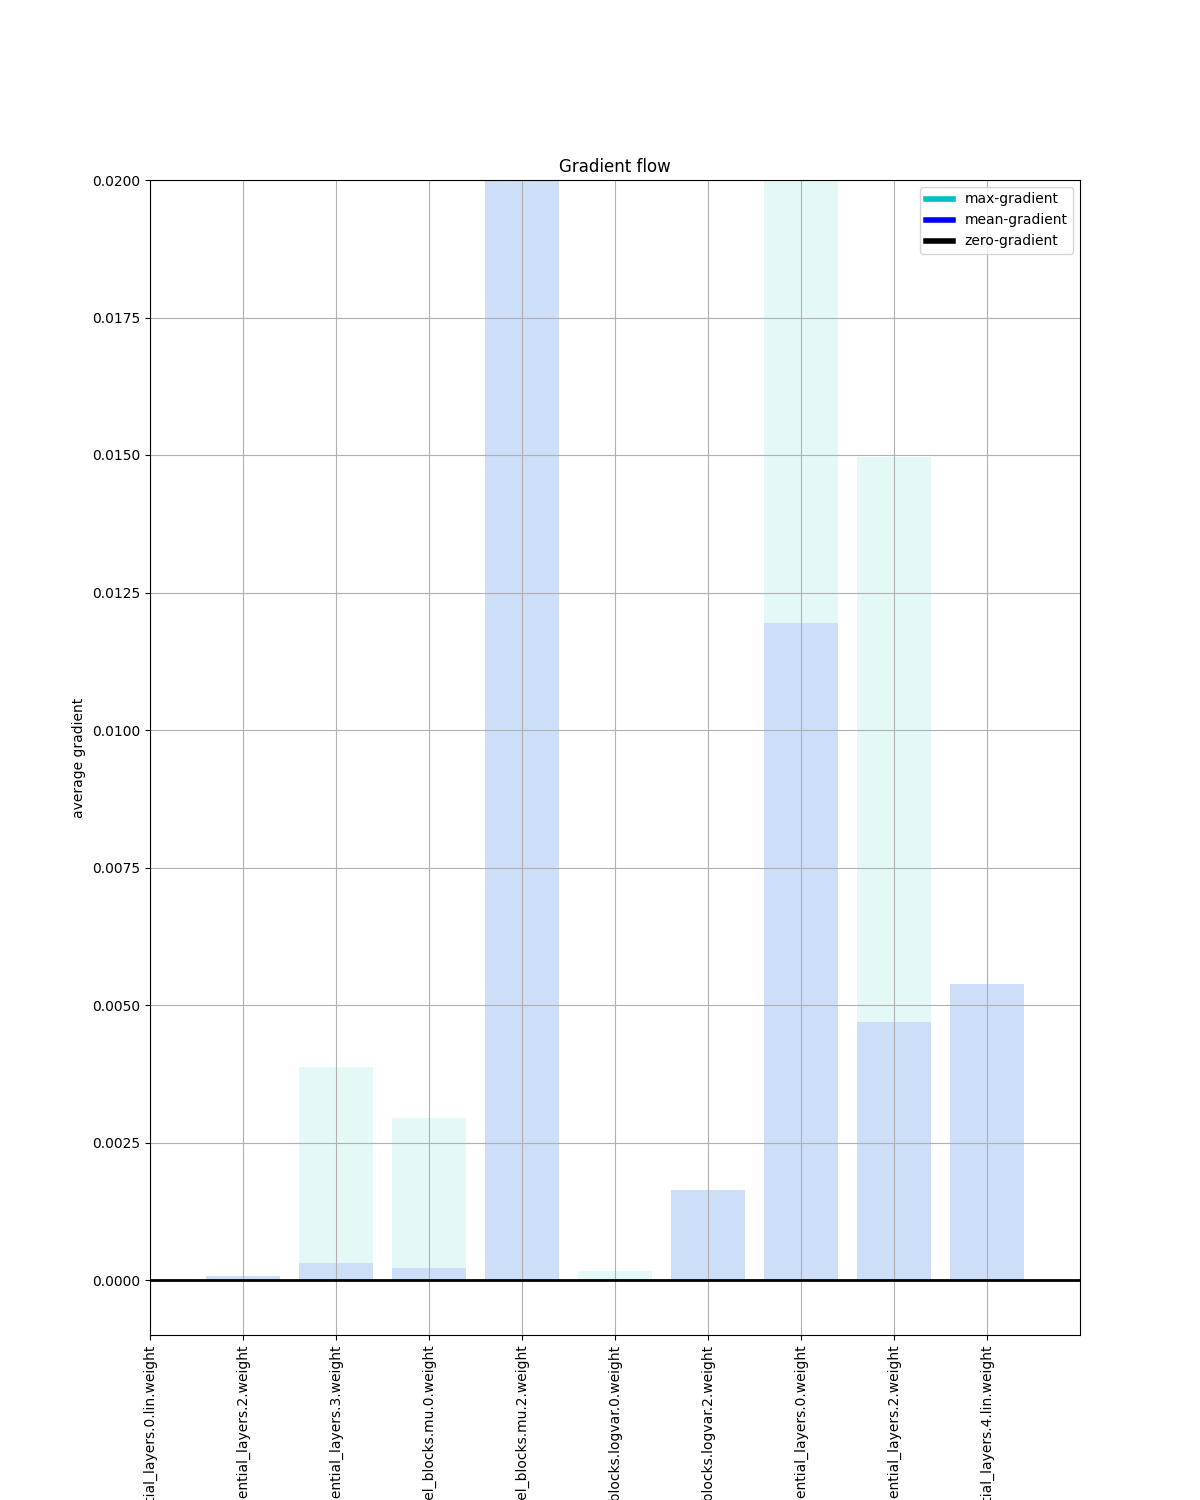 Gradient flow
max-gradient
mean-gradient
zero-gradient
0.0200
0.0175
0.0150
0.0125
0.0100
0.0075
0.0050
0.0025
0.0000
average gradient
tial_layers.0.lin.weight
ential_layers.2.weight
ential_layers.3.weight
el_blocks.mu.0.weight
el_blocks.mu.2.weight
blocks.logvar.0.weight
blocks.logvar.2.weight
ential_layers.0.weight
ential_layers.2.weight
tial_layers.4.lin.weight